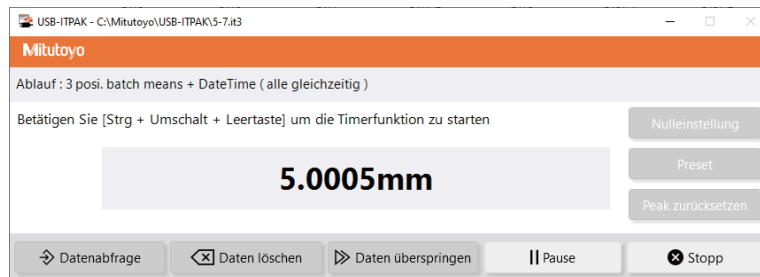 USB-ITPAK - C:\Mitutoyo\USB-ITPAK\5-7.it3
Mitutoyo
Ablauf : 3 posi. batch means + DateTime ( alle gleichzeitig )
Betätigen Sie [Strg + Umschalt + Leertaste] um die Timerfunktion zu starten
Nulleinstellung
5.0005mm
Preset
Peak zurücksetzen
Datenabfrage
Daten löschen
Daten überspringen
Pause
Stopp